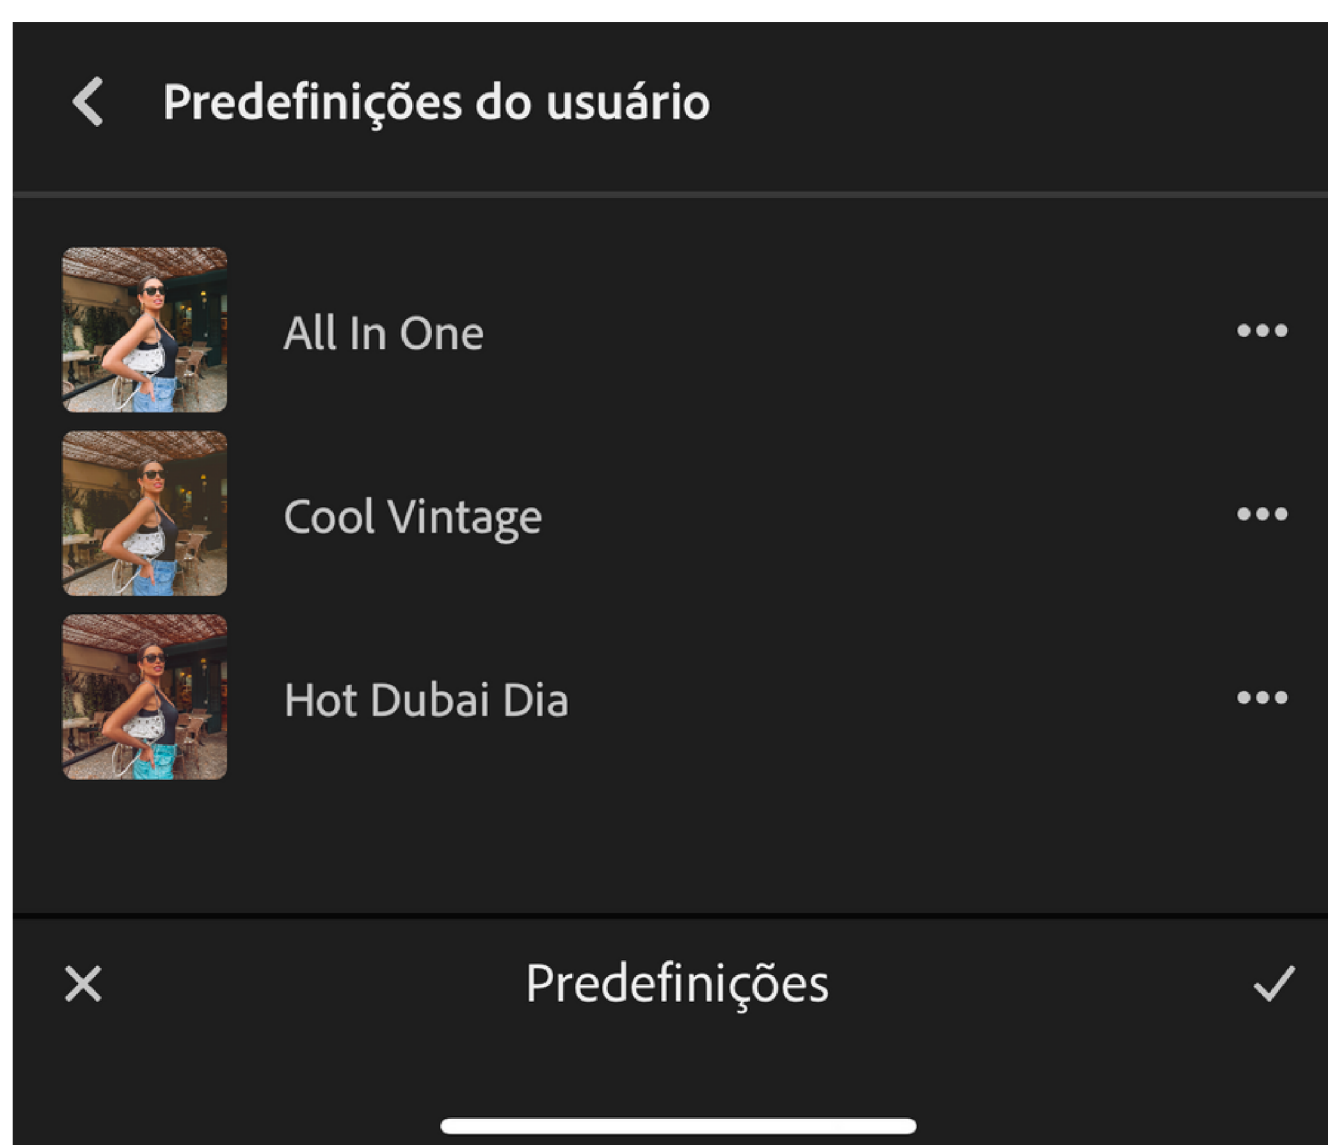 Predefinições do usuário
All In One
Cool Vintage
Hot Dubai Dia
Predefinições